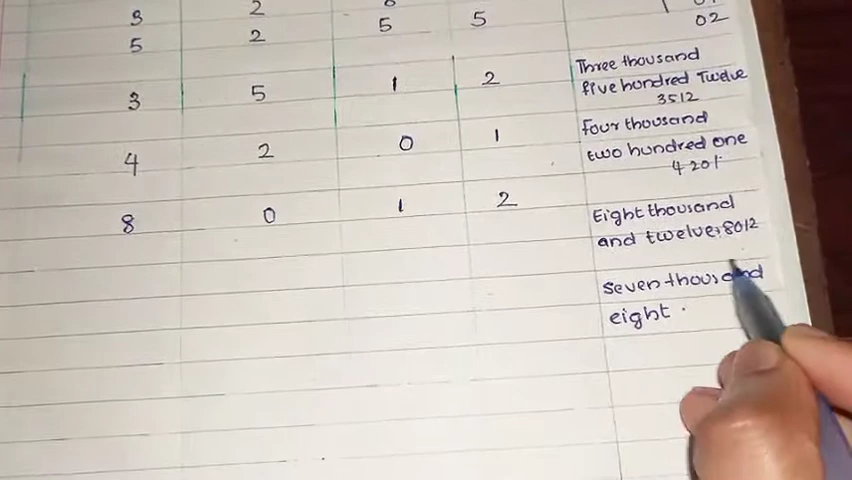 3 2
02
5 2 5 5
Three thousand
3 5 1 2 five hundred Twelve
3512
four thousand
4 2 0 1 two hundred one
4201
8 0 1 2 Eight thousand
and twelve, 8012
Seven thousand
eight